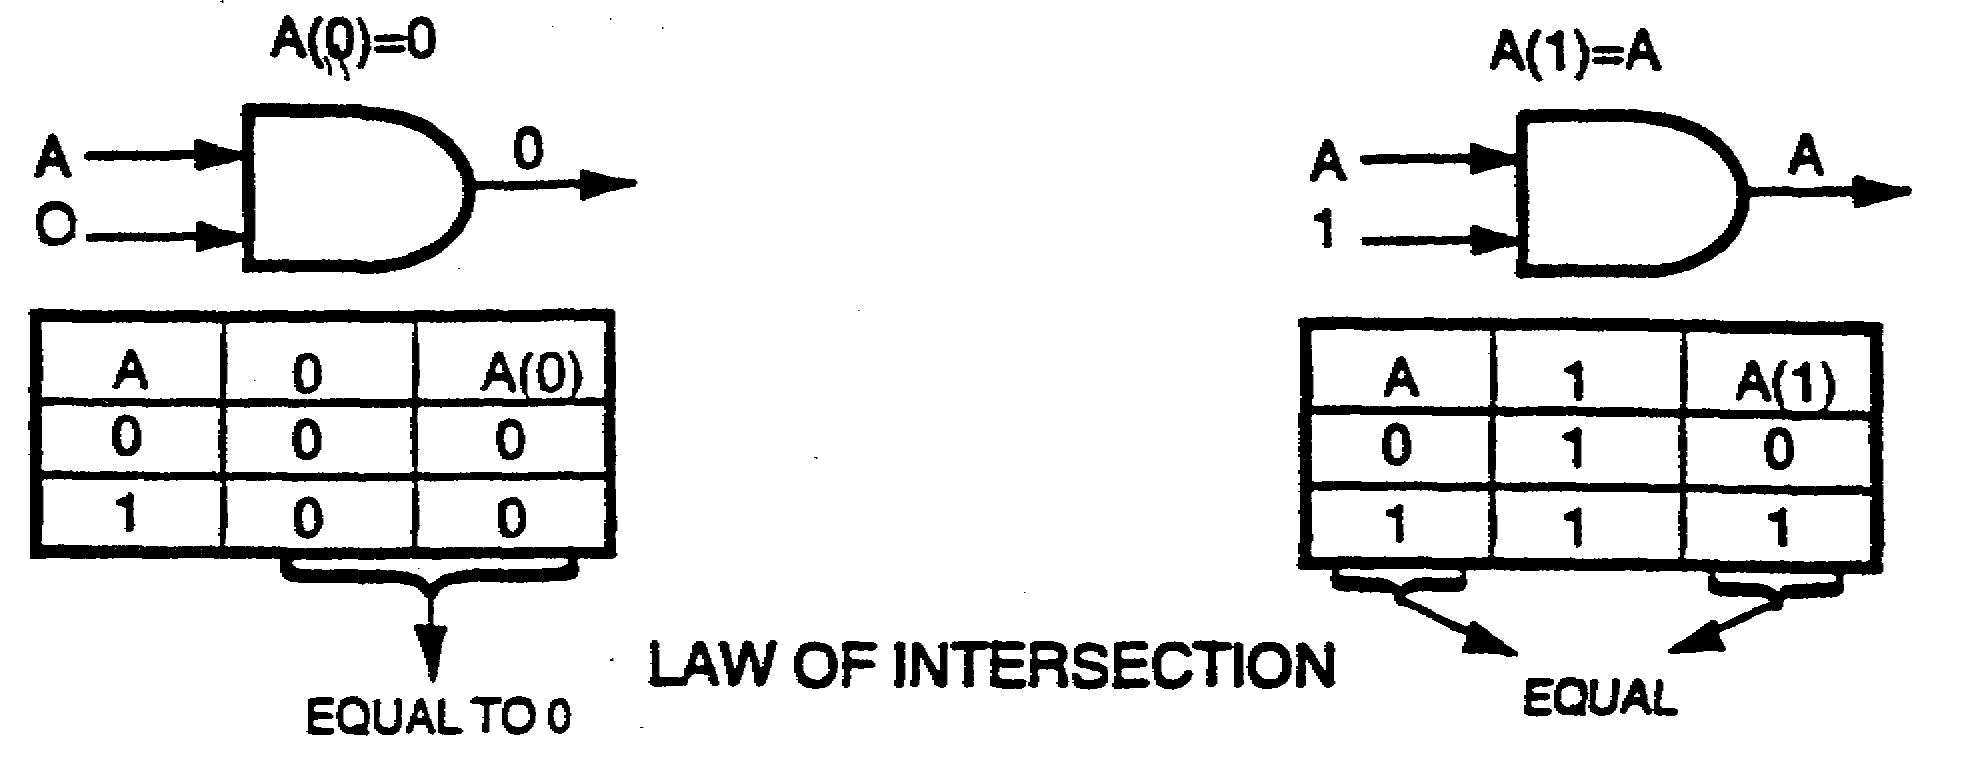 A(0)=0
A
O
0
A 0 A(0)
0 0 0
1 0 0
EQUAL TO 0
A(1)=A
A
1
A
A 1 A(1)
0 1 0
1 1 1
EQUAL
LAW OF INTERSECTION